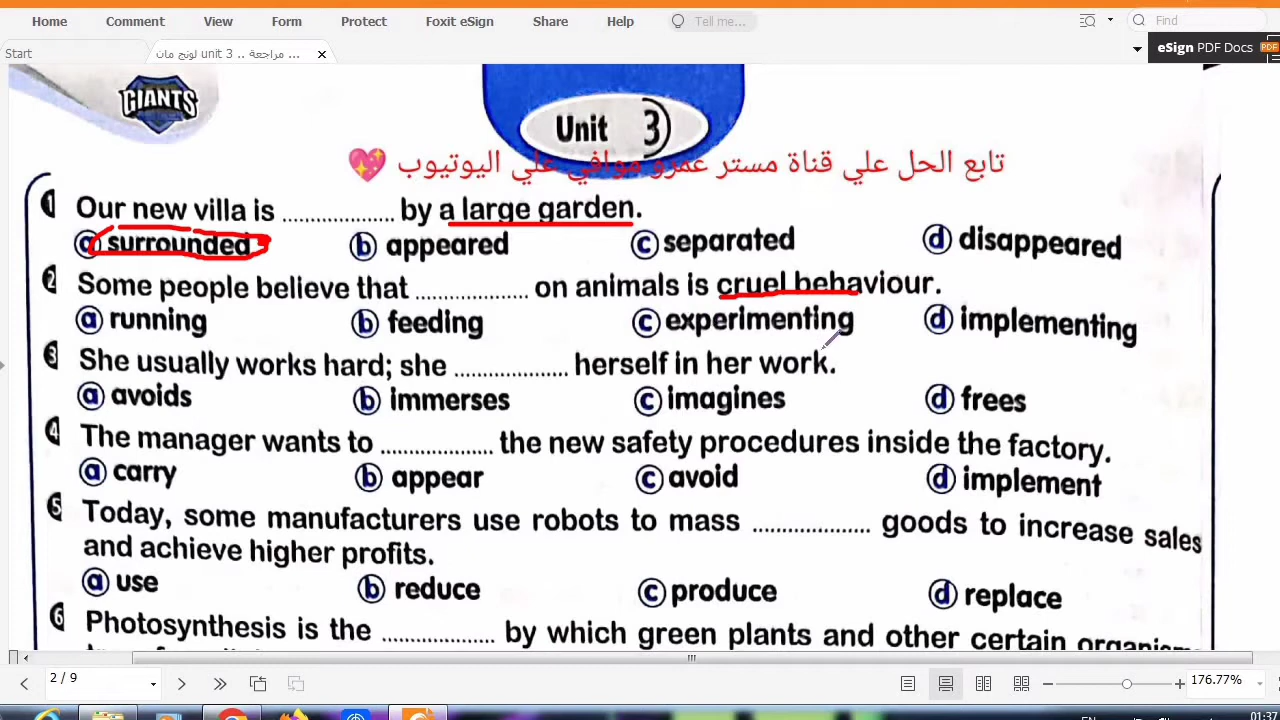 Home Comment View Form Protect Foxit eSign Share Help Tell me... Find
Start لونج مان unit 3 .. مراجعة ... eSign PDF Docs PDF
GIANTS
Unit 3
تابع الحل علي قناة مستر عمرو موافي علي اليوتيوب 💖
1 Our new villa is .................... by a large garden.
a surrounded b appeared c separated d disappeared
2 Some people believe that .................... on animals is cruel behaviour.
a running b feeding c experimenting d implementing
3 She usually works hard; she .................... herself in her work.
a avoids b immerses c imagines d frees
4 The manager wants to .................... the new safety procedures inside the factory.
a carry b appear c avoid d implement
5 Today, some manufacturers use robots to mass .................... goods to increase sales
and achieve higher profits.
a use b reduce c produce d replace
6 Photosynthesis is the .................... by which green plants and other certain
2 / 9 176.77%
EN 01:37